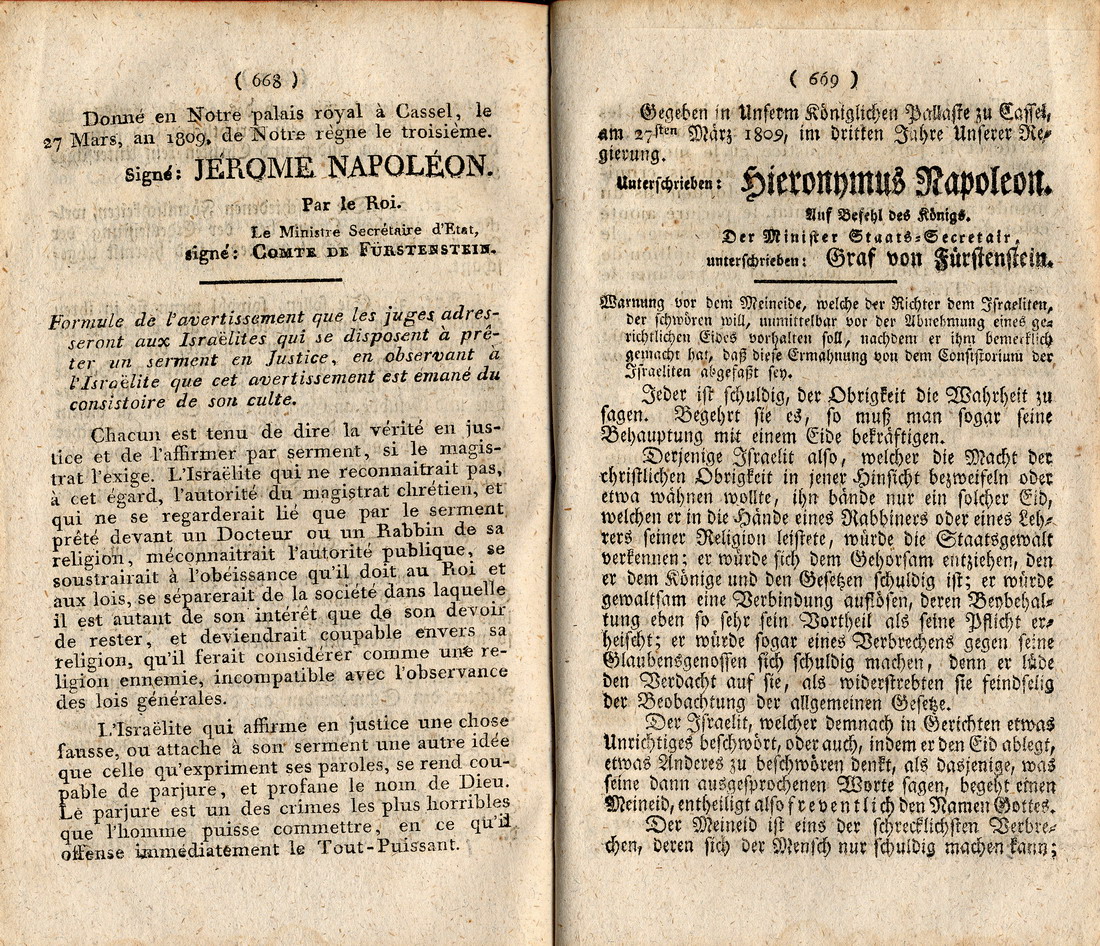 ( 668 )
Donné en Notre palais royal à Cassel, le
27 Mars, an 1809, de Notre règne le troisième.
Signé: JÉROME NAPOLÉON.
Par le Roi.
Le Ministre Secrétaire d'Etat,
signé: COMTE DE FÜRSTENSTEIN.
Formule de l'avertissement que les juges adres-
seront aux Israëlites qui se disposent à prê-
ter un serment en Justice, en observant à
l'Israëlite que cet avertissement est émané du
consistoire de son culte.
Chacun est tenu de dire la vérité en jus-
tice et de l'affirmer par serment, si le magis-
trat l'exige. L'Israëlite qui ne reconnaitrait pas,
à cet égard, l'autorité du magistrat chrétien, et
qui ne se regarderait lié que par le serment
prêté devant un Docteur ou un Rabbin de sa
religion, méconnaitrait l'autorité publique, se
soustrairait à l'obéissance qu'il doit au Roi et
aux lois, se séparerait de la société dans laquelle
il est autant de son intérêt que de son devoir
de rester, et deviendrait coupable envers sa
religion, qu'il ferait considérer comme une re-
ligion ennemie, incompatible avec l'observance
des lois générales.
L'Israëlite qui affirme en justice une chose
fausse, ou attache à son serment une autre idée
que celle qu'expriment ses paroles, se rend cou-
pable de parjure, et profane le nom de Dieu.
Le parjure est un des crimes les plus horribles
que l'homme puisse commettre, en ce qu'il
offense immédiatement le Tout-Puissant.
( 669 )
Gegeben in Unserm Königlichen Pallaste zu Cassel,
am 27sten März 1809, im dritten Jahre Unserer Re-
gierung.
Unterschrieben: Hieronymus Napoleon.
Auf Befehl des Königs.
Der Minister Staats-Secretair,
unterschrieben: Graf von Fürstenstein.
Warnung vor dem Meineide, welche der Richter dem Israeliten,
der schwören will, unmittelbar vor der Abnehmung eines ge-
richtlichen Eides vorhalten soll, nachdem er ihm bemerklich
gemacht hat, daß diese Ermahnung von dem Consistorium der
Israeliten abgefaßt sey.
Jeder ist schuldig, der Obrigkeit die Wahrheit zu
sagen. Begehrt sie es, so muß man sogar seine
Behauptung mit einem Eide bekräftigen.
Derjenige Israelit also, welcher die Macht der
christlichen Obrigkeit in jener Hinsicht bezweifeln oder
etwa wähnen wollte, ihn bände nur ein solcher Eid,
welchen er in die Hände eines Rabbiners oder eines Leh-
rers seiner Religion leistete, würde die Staatsgewalt
verkennen; er würde sich dem Gehorsam entziehen, den
er dem Könige und den Gesetzen schuldig ist; er würde
gewaltsam eine Verbindung auflösen, deren Beybehal-
tung eben so sehr sein Vortheil als seine Pflicht er-
heischt; er würde sogar eines Verbrechens gegen seine
Glaubensgenossen sich schuldig machen, denn er lüde
den Verdacht auf sie, als widerstrebten sie feindselig
der Beobachtung der allgemeinen Gesetze.
Der Israelit, welcher demnach in Gerichten etwas
Unrichtiges beschwört, oder auch, indem er den Eid ablegt,
etwas Anderes zu beschwören denkt, als dasjenige, was
seine dann ausgesprochenen Worte sagen, begeht einen
Meineid, entheiligt also freventlich den Namen Gottes.
Der Meineid ist eins der schrecklichsten Verbre-
chen, deren sich der Mensch nur schuldig machen kann;